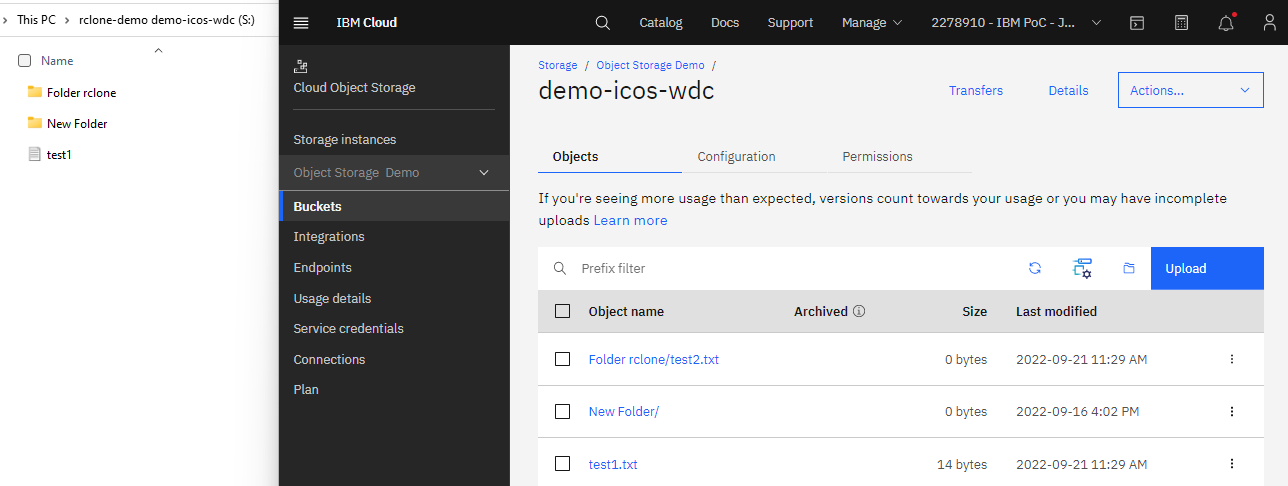 This PC > rclone-demo demo-icos-wdc (S:)
Name
Folder rclone
New Folder
test1
IBM Cloud
Catalog
Docs
Support
Manage
2278910 - IBM PoC - J...
Cloud Object Storage
Storage instances
Object Storage Demo
Buckets
Integrations
Endpoints
Usage details
Service credentials
Connections
Plan
Storage / Object Storage Demo /
demo-icos-wdc
Transfers
Details
Actions...
Objects
Configuration
Permissions
If you're seeing more usage than expected, versions count towards your usage or you may have incomplete
uploads Learn more
Prefix filter
Upload
Object name Archived Size Last modified
Folder rclone/test2.txt 0 bytes 2022-09-21 11:29 AM
New Folder/ 0 bytes 2022-09-16 4:02 PM
test1.txt 14 bytes 2022-09-21 11:29 AM